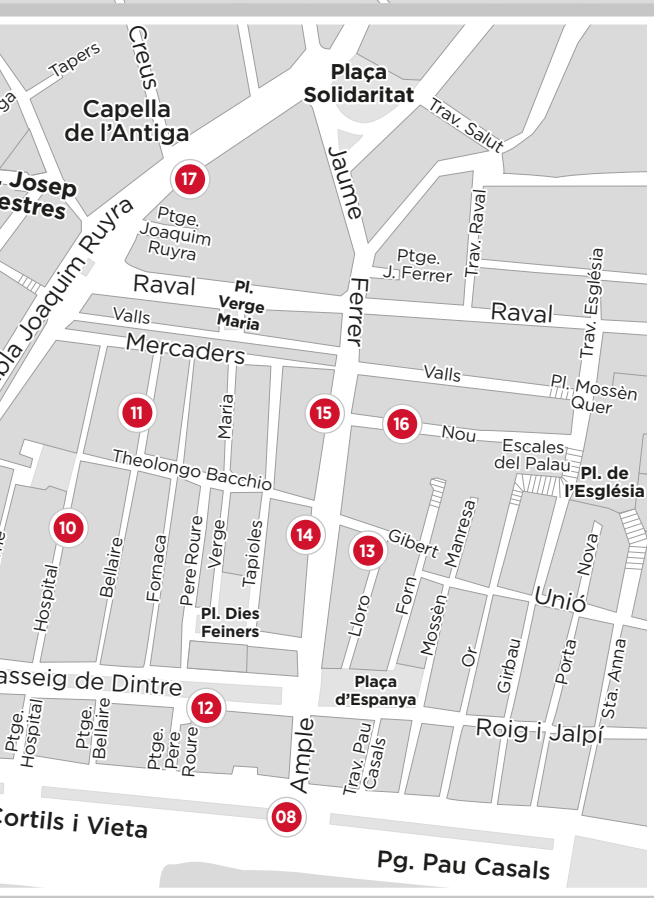 Tapers
Creus
Plaça
Solidaritat
Capella
de l'Antiga
Trav. Salut
Jaume
Josep
estres
17
Ptge.
Joaquim
Ruyra
bla Joaquim Ruyra
Ptge.
J. Ferrer
Trav. Raval
Trav. Església
Raval
Pl.
Verge
Maria
Ferrer
Raval
Valls
Mercaders
Valls
Pl. Mossèn
Quer
11
Maria
15
16
Nou
Escales
del Palau
Pl. de
l'Església
Theolongo Bacchio
10
14
13
Gibert
Manresa
Nova
Hospital
Bellaire
Fornaca
Pere Roure
Verge
Tapioles
Lloro
Forn
Mossèn
Unió
Pl. Dies
Feiners
Or
Girbau
Porta
Sta. Anna
asseig de Dintre
Plaça
d'Espanya
12
Ptge.
Hospital
Ptge.
Bellaire
Ptge.
Pere
Roure
Ample
Trav. Pau
Casals
Roig i Jalpí
08
Cortils i Vieta
Pg. Pau Casals